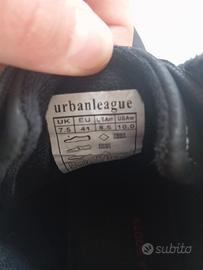 urbanleague
UK EU USAM USAW
7.5 41 8.5 10.0
subito